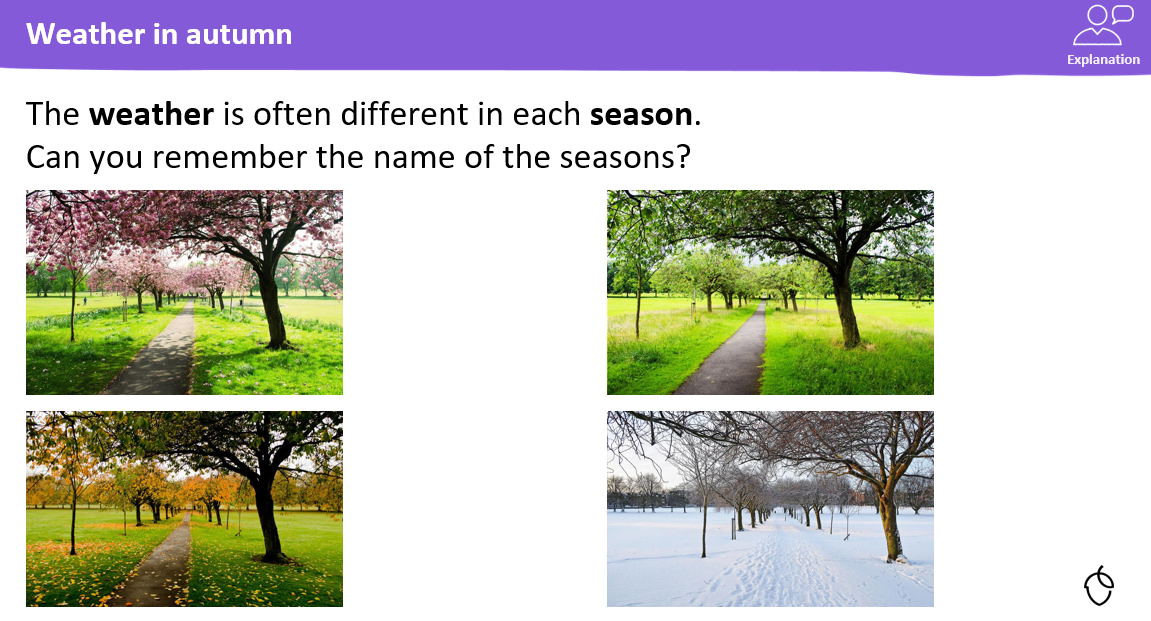 Weather in autumn
Explanation
The weather is often different in each season.
Can you remember the name of the seasons?